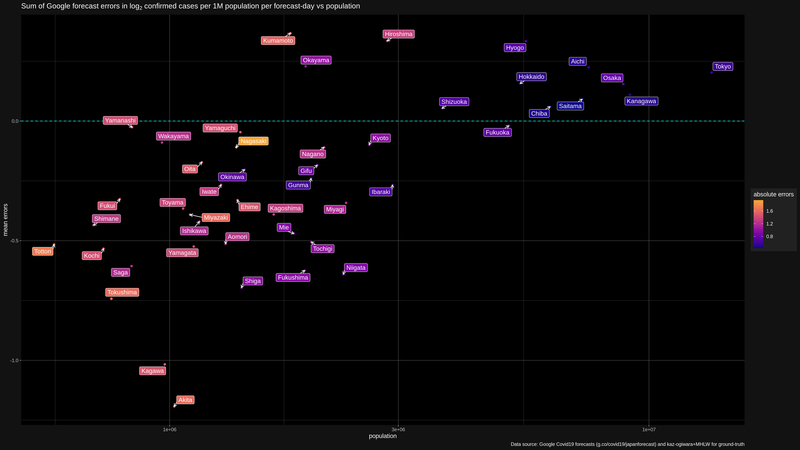 Sum of Google forecast errors in log2 confirmed cases per 1M population per forecast-day vs population
Hiroshima
Kumamoto
Hyogo
Okayama
Aichi
Tokyo
Hokkaido
Osaka
Shizuoka
Kanagawa
Saitama
Chiba
0.0
Yamanashi
Yamaguchi
Fukuoka
Wakayama
Nagasaki
Kyoto
Nagano
Oita
Gifu
Okinawa
Gunma
absolute errors
Iwate
Ibaraki
Toyama
Fukui
Ehime
Kagoshima
Miyagi
1.6
Shimane
Miyazaki
1.2
mean errors
Mie
Ishikawa
0.8
Aomori
-0.5
Tottori
Kochi
Yamagata
Tochigi
Saga
Niigata
Shiga
Fukushima
Tokushima
-1.0
Kagawa
Akita
1e+06
3e+06
1e+07
population
Data source: Google Covid19 forecasts (g.co/covid19/japanforecast) and kaz-ogiwara+MHLW for ground-truth